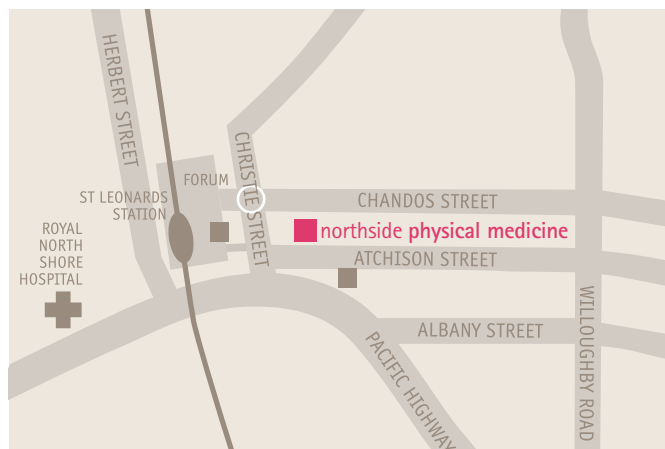 HERBERT STREET
CHRISTIE STREET
FORUM
ST LEONARDS
STATION
CHANDOS STREET
ROYAL
NORTH
SHORE
HOSPITAL
northside physical medicine
ATCHISON STREET
ALBANY STREET
PACIFIC HIGHWAY
WILLOUGHBY ROAD